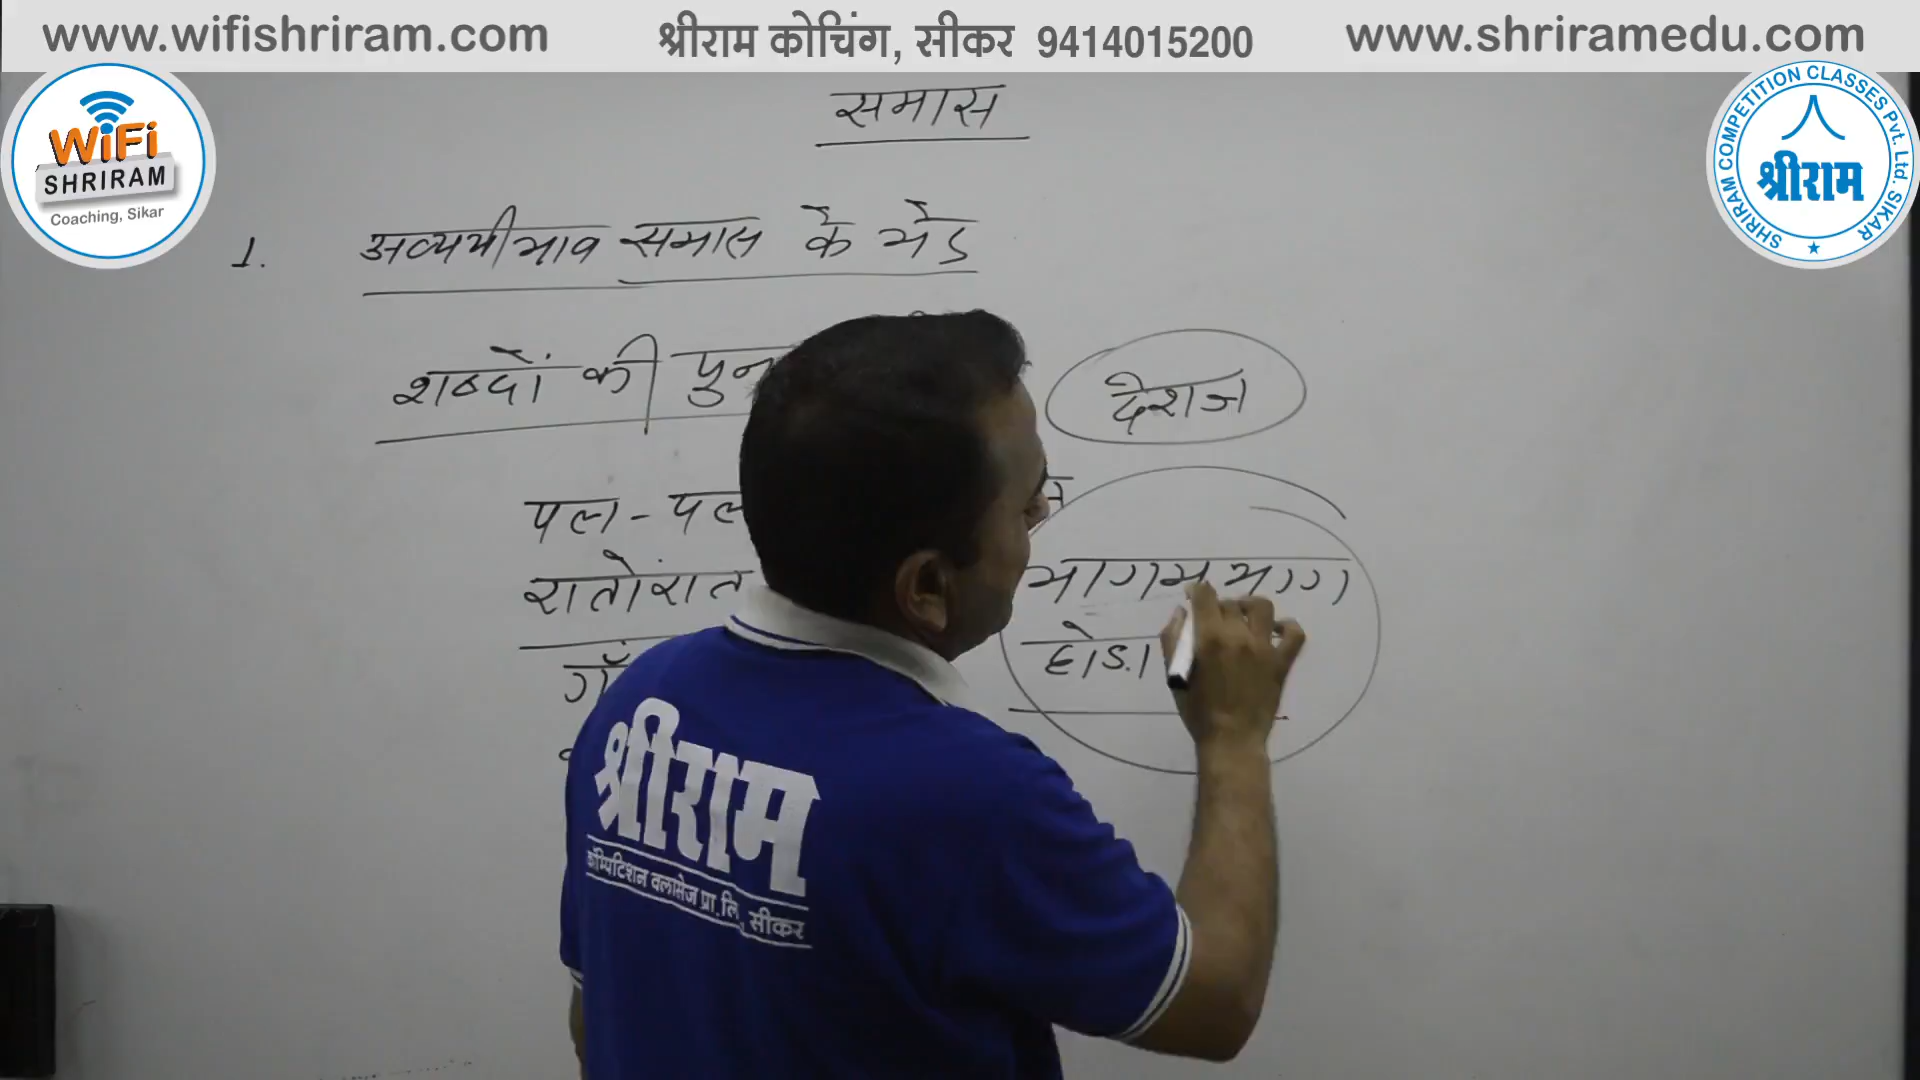 www.wifishriram.com
श्रीराम कोचिंग, सीकर 9414015200
www.shriramedu.com
WiFi
SHRIRAM
Coaching, Sikar
SHRIRAM COMPETITION CLASSES Pvt. Ltd. SIKAR
श्रीराम
समास
1. अव्ययीभाव समास के भेद
शब्दों की
देशज
पल-पल
रातोंरात
भागमभाग
श्रीराम
कॉम्पिटिशन क्लासेज प्रा.लि. सीकर